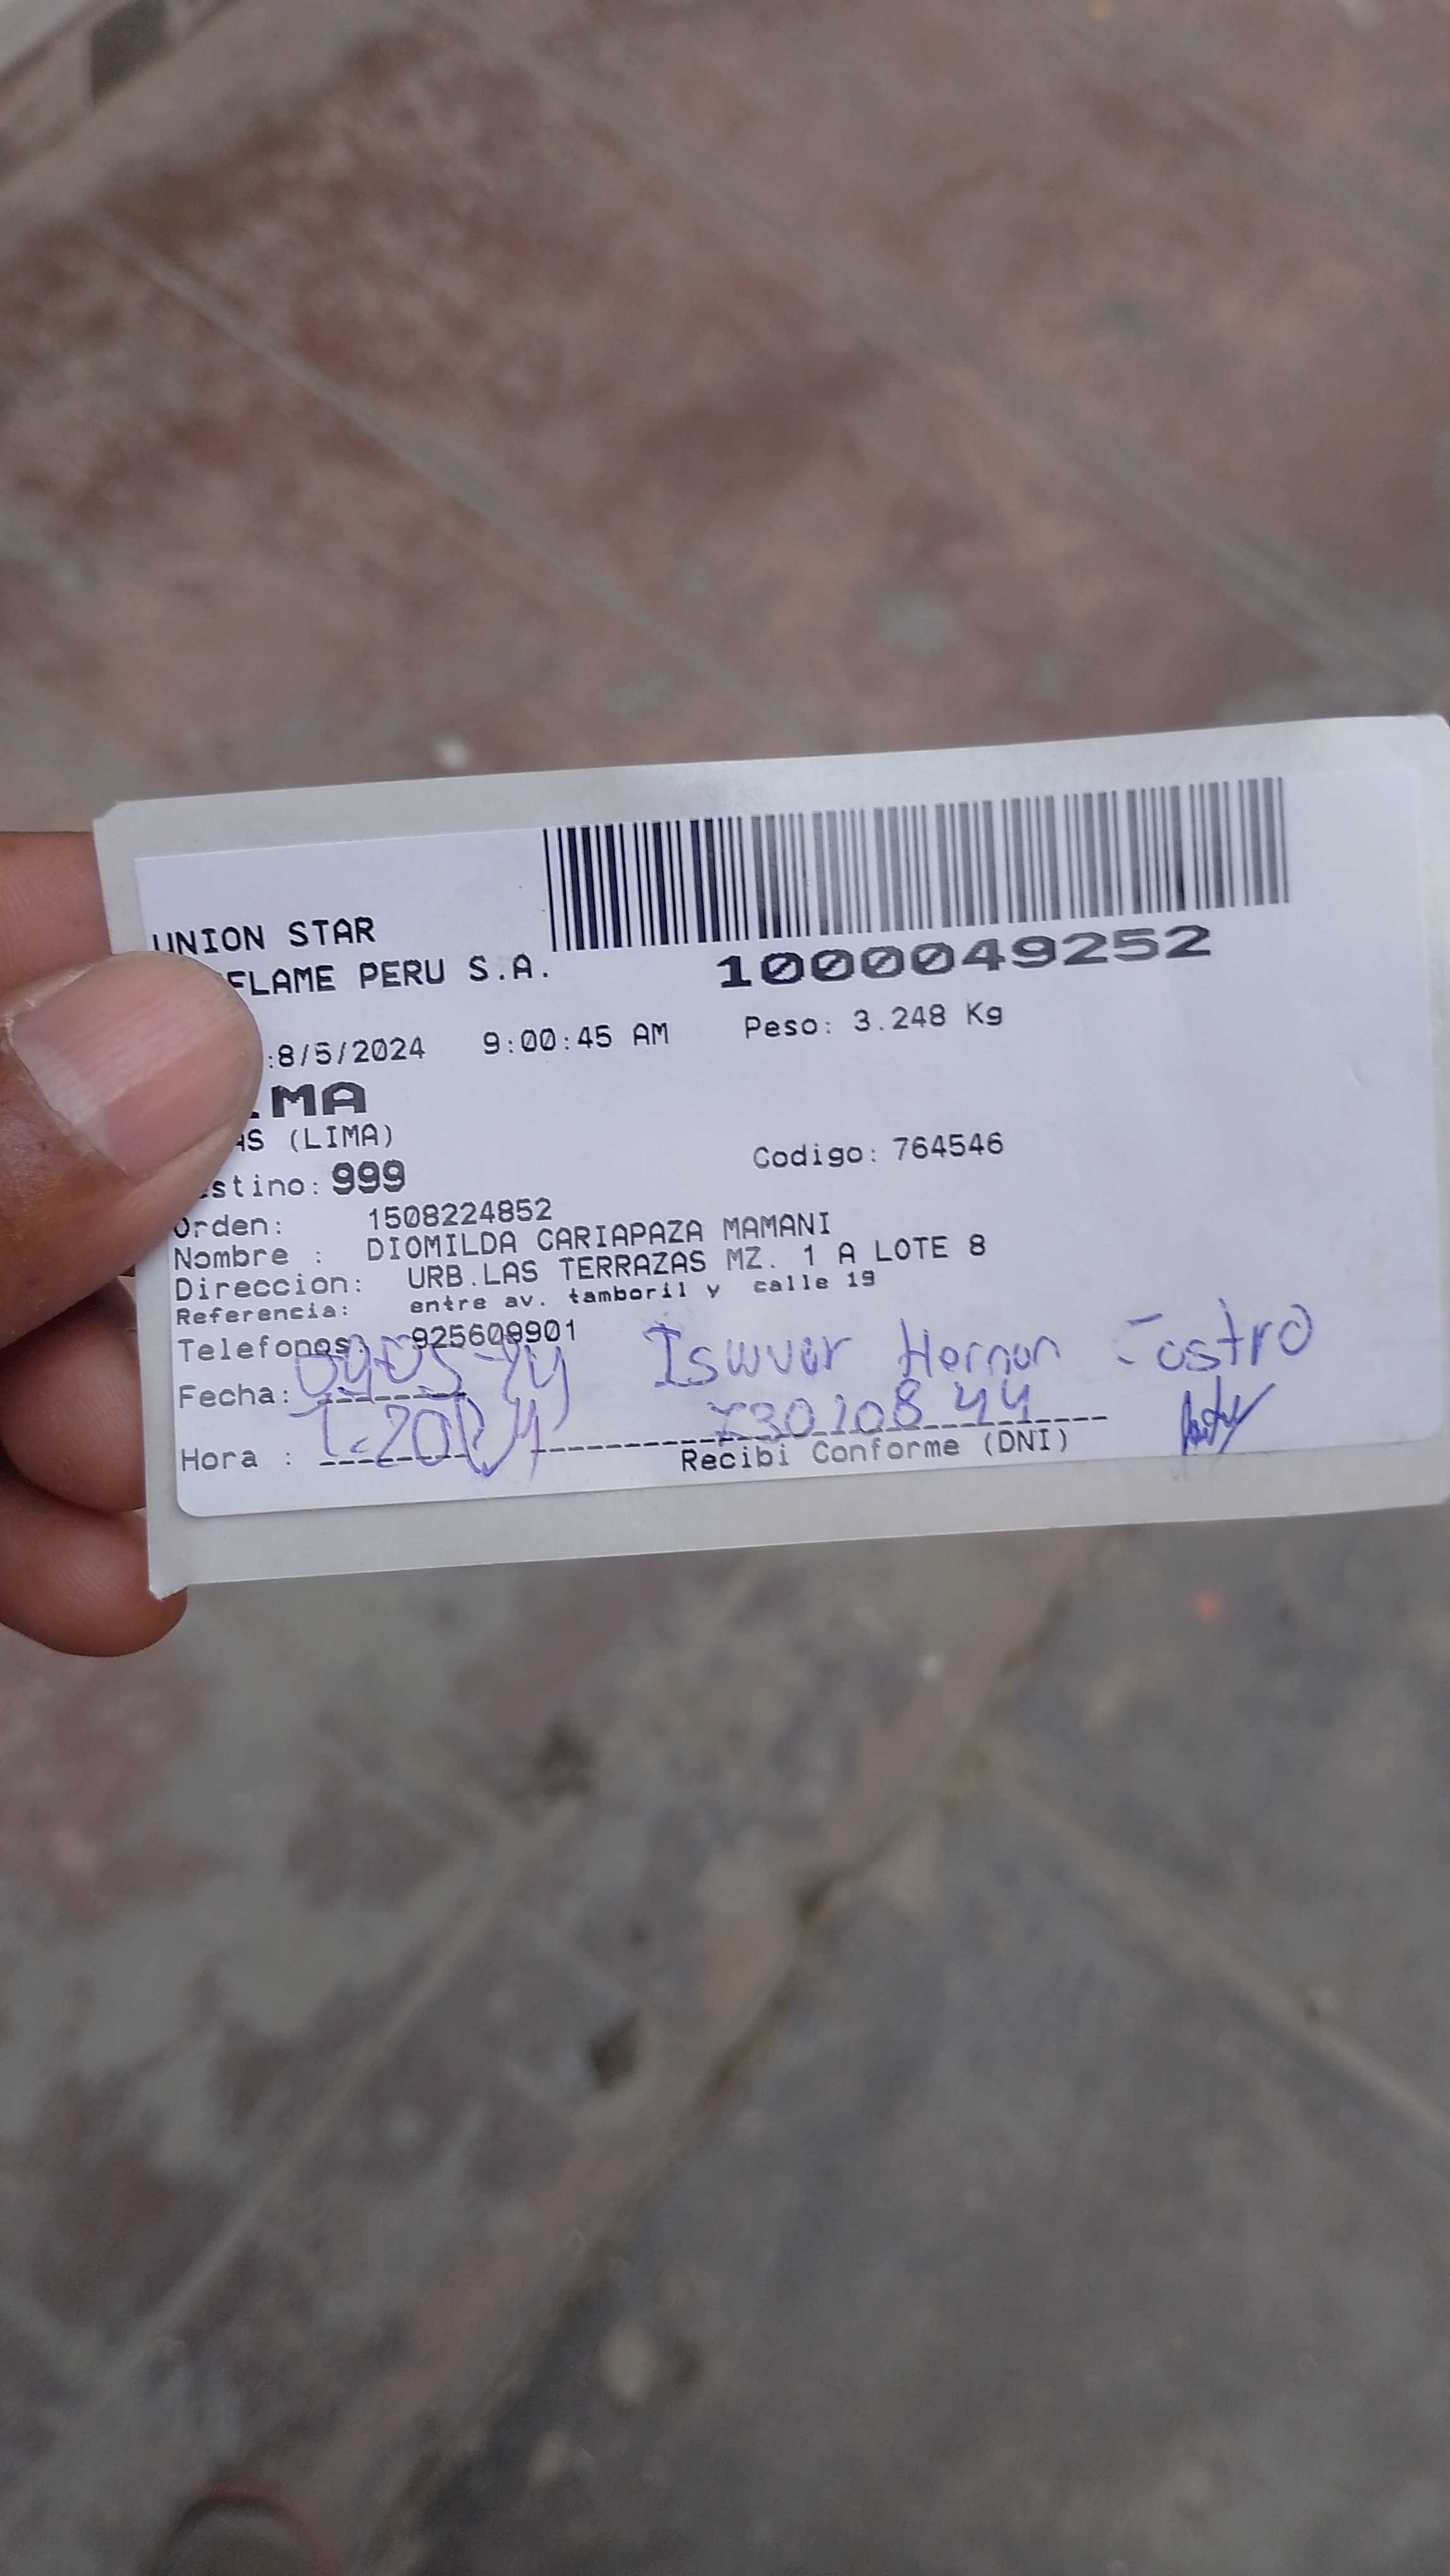 UNION STAR
FLAME PERU S.A.
1000049252
:8/5/2024 9:00:45 AM Peso: 3.248 Kg
MA
AS (LIMA)
stino: 999 Codigo: 764546
Orden: 1508224852
Nombre : DIOMILDA CARIAPAZA MAMANI
Direccion: URB.LAS TERRAZAS MZ. 1 A LOTE 8
Referencia: entre av. tamboril y calle 19
Telefonos: 925609901
Hernan Castro
Fecha:
Hora :
Recibi Conforme (DNI)